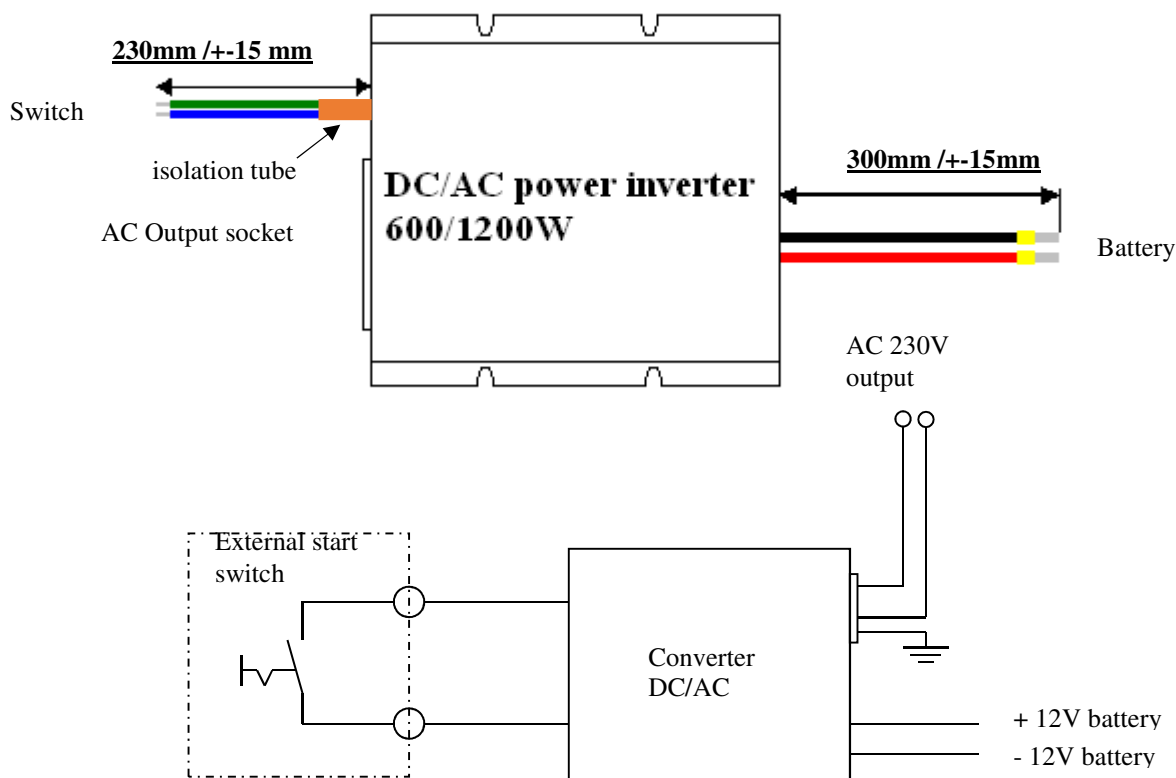 230mm /+-15 mm
Switch
isolation tube
300mm /+-15mm
DC/AC power inverter
600/1200W
AC Output socket
Battery
AC 230V
output
External start
switch
Converter
DC/AC
+ 12V battery
- 12V battery